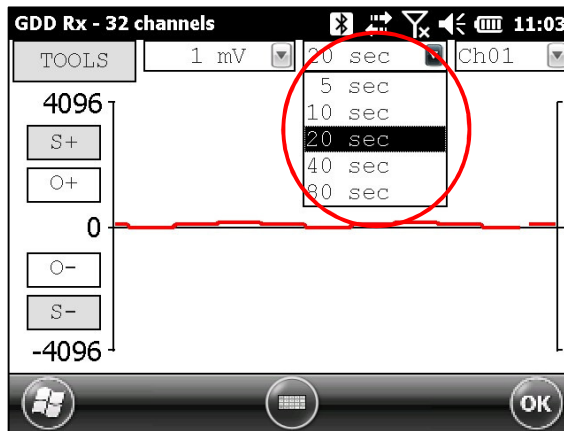 GDD Rx - 32 channels 11:03
TOOLS 1 mV 20 sec Ch01
5 sec
10 sec
20 sec
40 sec
80 sec
4096
S+
O+
0
O-
S-
-4096
OK